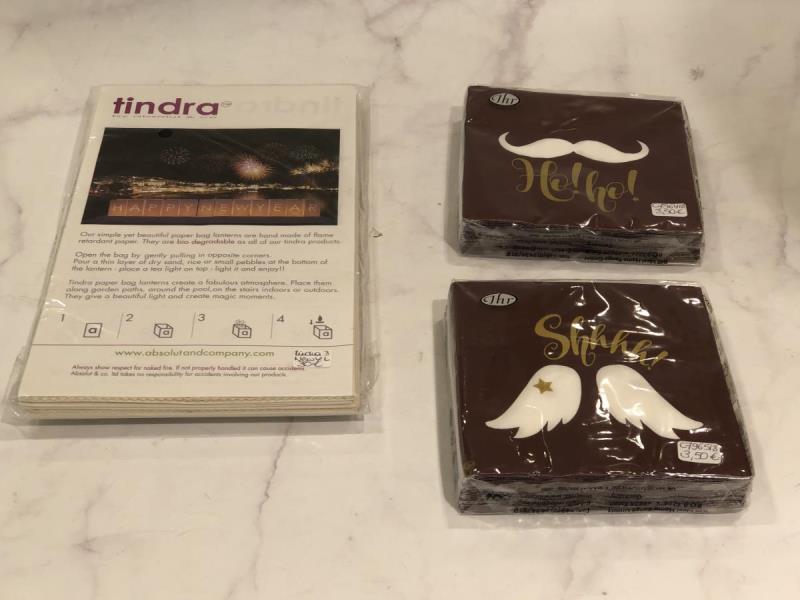 tindra
HAPPY NEW YEAR
Our simple yet beautiful paper bag lanterns are hand made of flame
retardant paper. They are bio degradable as all of our tindra products.
Open the bag by gently pulling in opposite corners.
Pour a thin layer of dry sand, rice or small pebbles at the bottom of
the lantern - place a tea light on top - light it and enjoy!!
Tindra paper bag lanterns create a fabulous atmosphere. Place them
along garden paths, around the pool, on the stairs indoors or outdoors.
They give a beautiful light and create magic moments.
1 2 3 4
www.absolutandcompany.com
tindra 3
Always show respect for naked fire. If not properly handled it can cause accidents
Absolut & co. ltd takes no responsibility for accidents involving our products.
Ihr
Ho! ho!
3,50€
Ihr
Shhhh!
C796513
3,50€